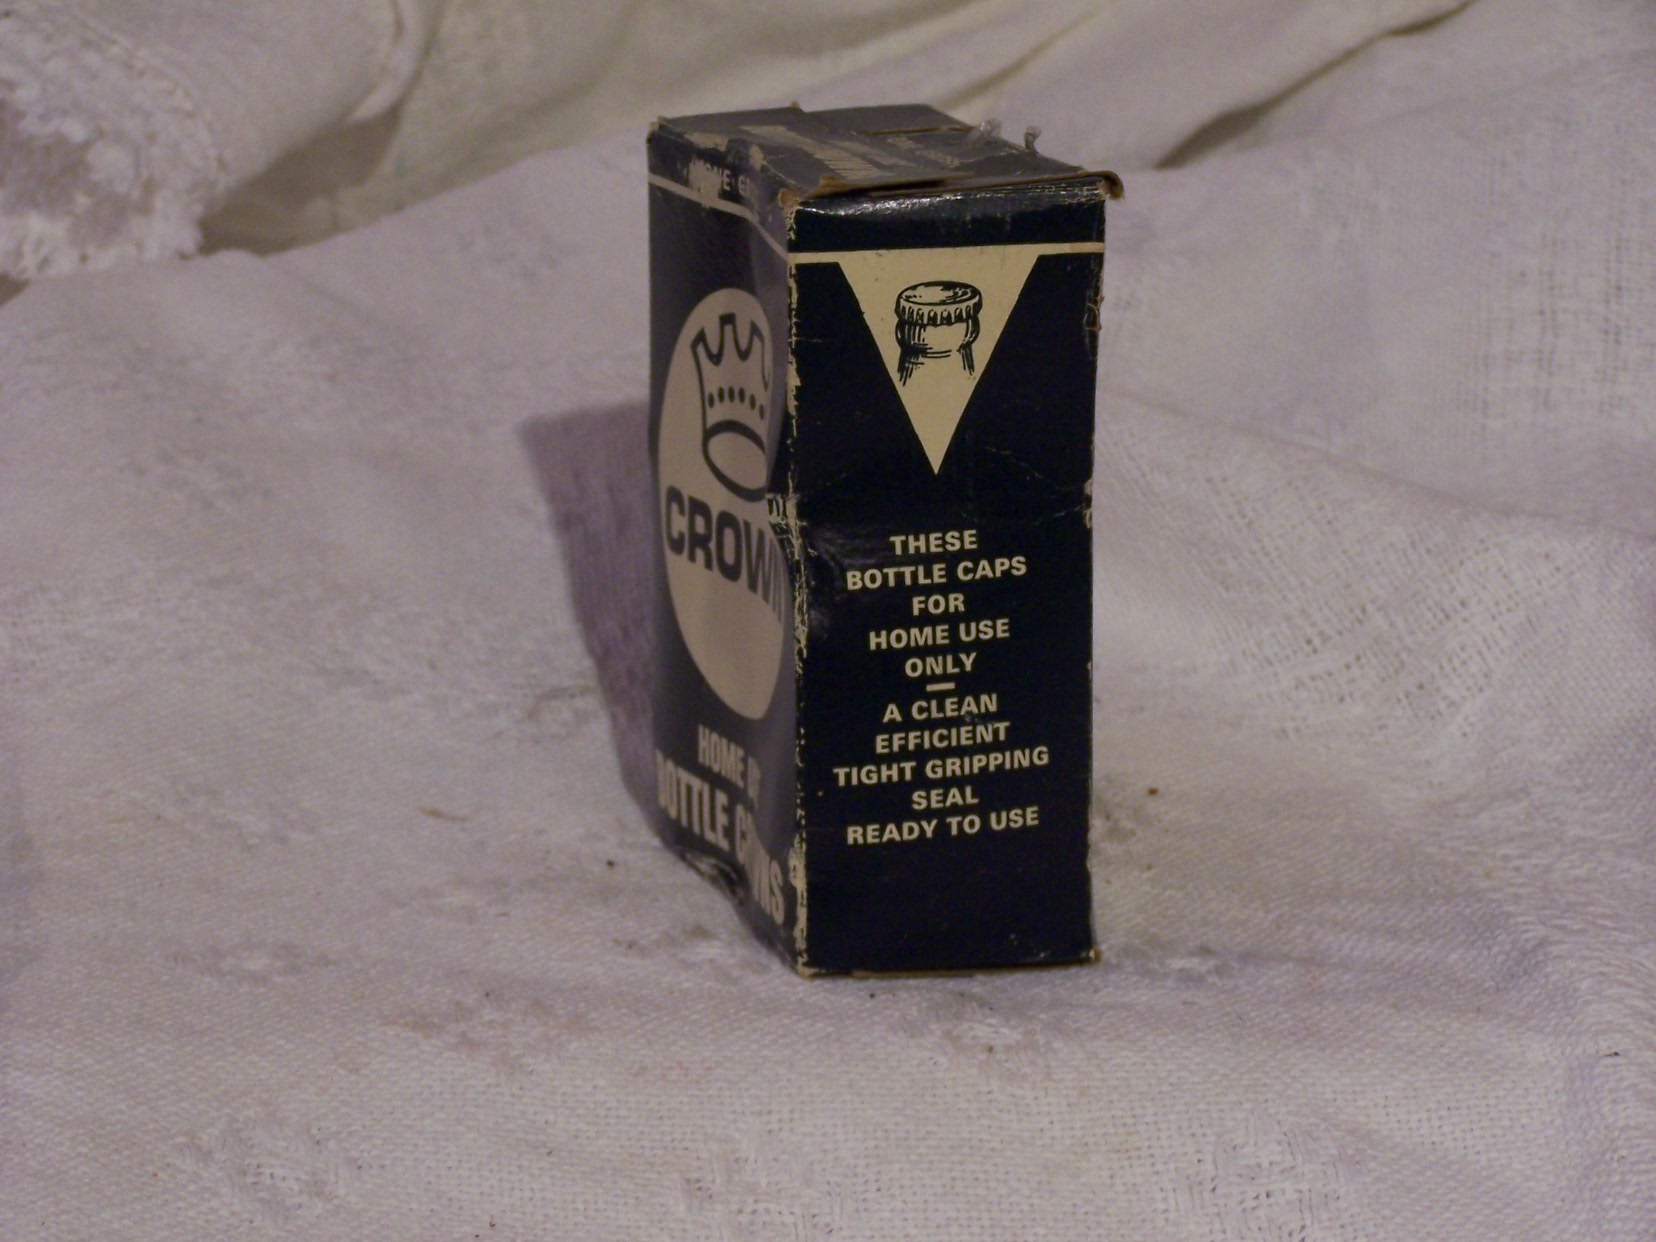 CROWN
HOME
BOTTLE
THESE
BOTTLE CAPS
FOR
HOME USE
ONLY
—
A CLEAN
EFFICIENT
TIGHT GRIPPING
SEAL
READY TO USE